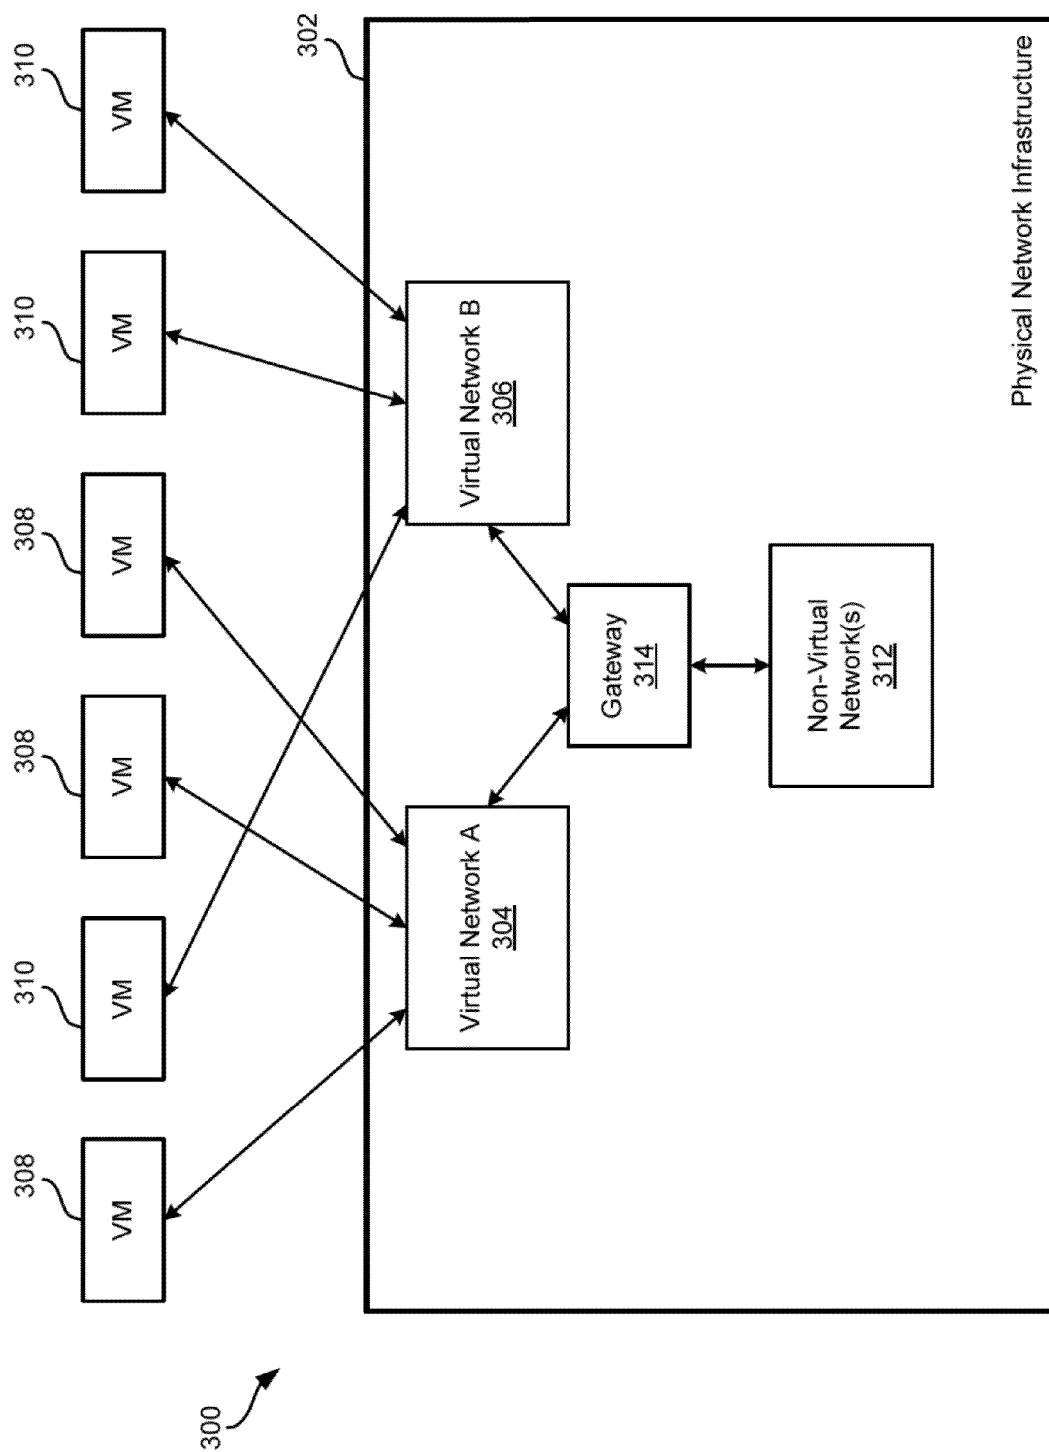 300
308
310
308
308
310
310
VM
VM
VM
VM
VM
VM
302
Virtual Network A
304
Virtual Network B
306
Gateway
314
Non-Virtual
Network(s)
312
Physical Network Infrastructure